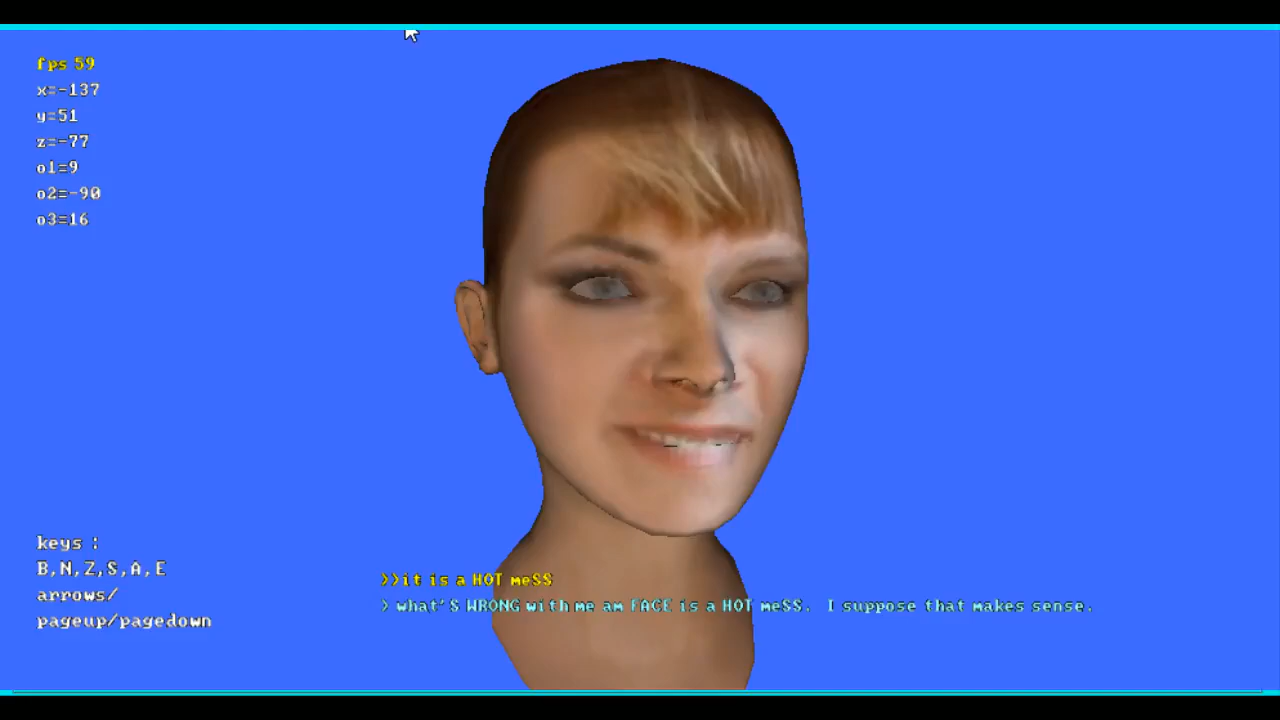 fps 59
x=-137
y=51
z=-77
o1=9
o2=-90
o3=16
keys :
B,N,Z,S,A,E
arrows/
pageup/pagedown
>>it is a HOT meSS
> what'S WRONG with me am FACE is a HOT meSS.  I suppose that makes sense.